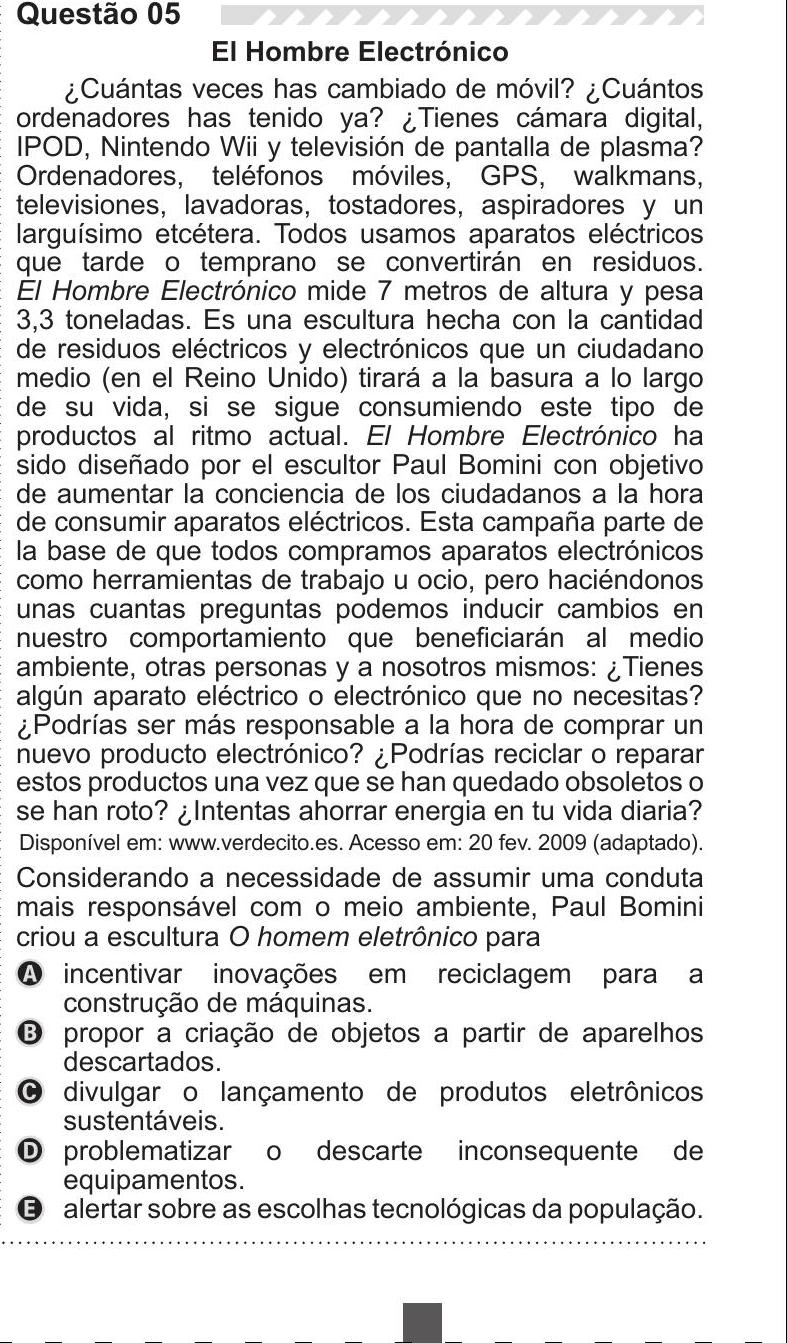 Questão 05
El Hombre Electrónico
¿Cuántas veces has cambiado de móvil? ¿Cuántos
ordenadores has tenido ya? ¿Tienes cámara digital,
IPOD, Nintendo Wii y televisión de pantalla de plasma?
Ordenadores, teléfonos móviles, GPS, walkmans,
televisiones, lavadoras, tostadores, aspiradores y un
larguísimo etcétera. Todos usamos aparatos eléctricos
que tarde o temprano se convertirán en residuos.
El Hombre Electrónico mide 7 metros de altura y pesa
3,3 toneladas. Es una escultura hecha con la cantidad
de residuos eléctricos y electrónicos que un ciudadano
medio (en el Reino Unido) tirará a la basura a lo largo
de su vida, si se sigue consumiendo este tipo de
productos al ritmo actual. El Hombre Electrónico ha
sido diseñado por el escultor Paul Bomini con objetivo
de aumentar la conciencia de los ciudadanos a la hora
de consumir aparatos eléctricos. Esta campaña parte de
la base de que todos compramos aparatos electrónicos
como herramientas de trabajo u ocio, pero haciéndonos
unas cuantas preguntas podemos inducir cambios en
nuestro comportamiento que beneficiarán al medio
ambiente, otras personas y a nosotros mismos: ¿Tienes
algún aparato eléctrico o electrónico que no necesitas?
¿Podrías ser más responsable a la hora de comprar un
nuevo producto electrónico? ¿Podrías reciclar o reparar
estos productos una vez que se han quedado obsoletos o
se han roto? ¿Intentas ahorrar energia en tu vida diaria?
Disponível em: www.verdecito.es. Acesso em: 20 fev. 2009 (adaptado).
Considerando a necessidade de assumir uma conduta
mais responsável com o meio ambiente, Paul Bomini
criou a escultura O homem eletrônico para
A incentivar inovações em reciclagem para a
construção de máquinas.
B propor a criação de objetos a partir de aparelhos
descartados.
C divulgar o lançamento de produtos eletrônicos
sustentáveis.
D problematizar o descarte inconsequente de
equipamentos.
E alertar sobre as escolhas tecnológicas da população.